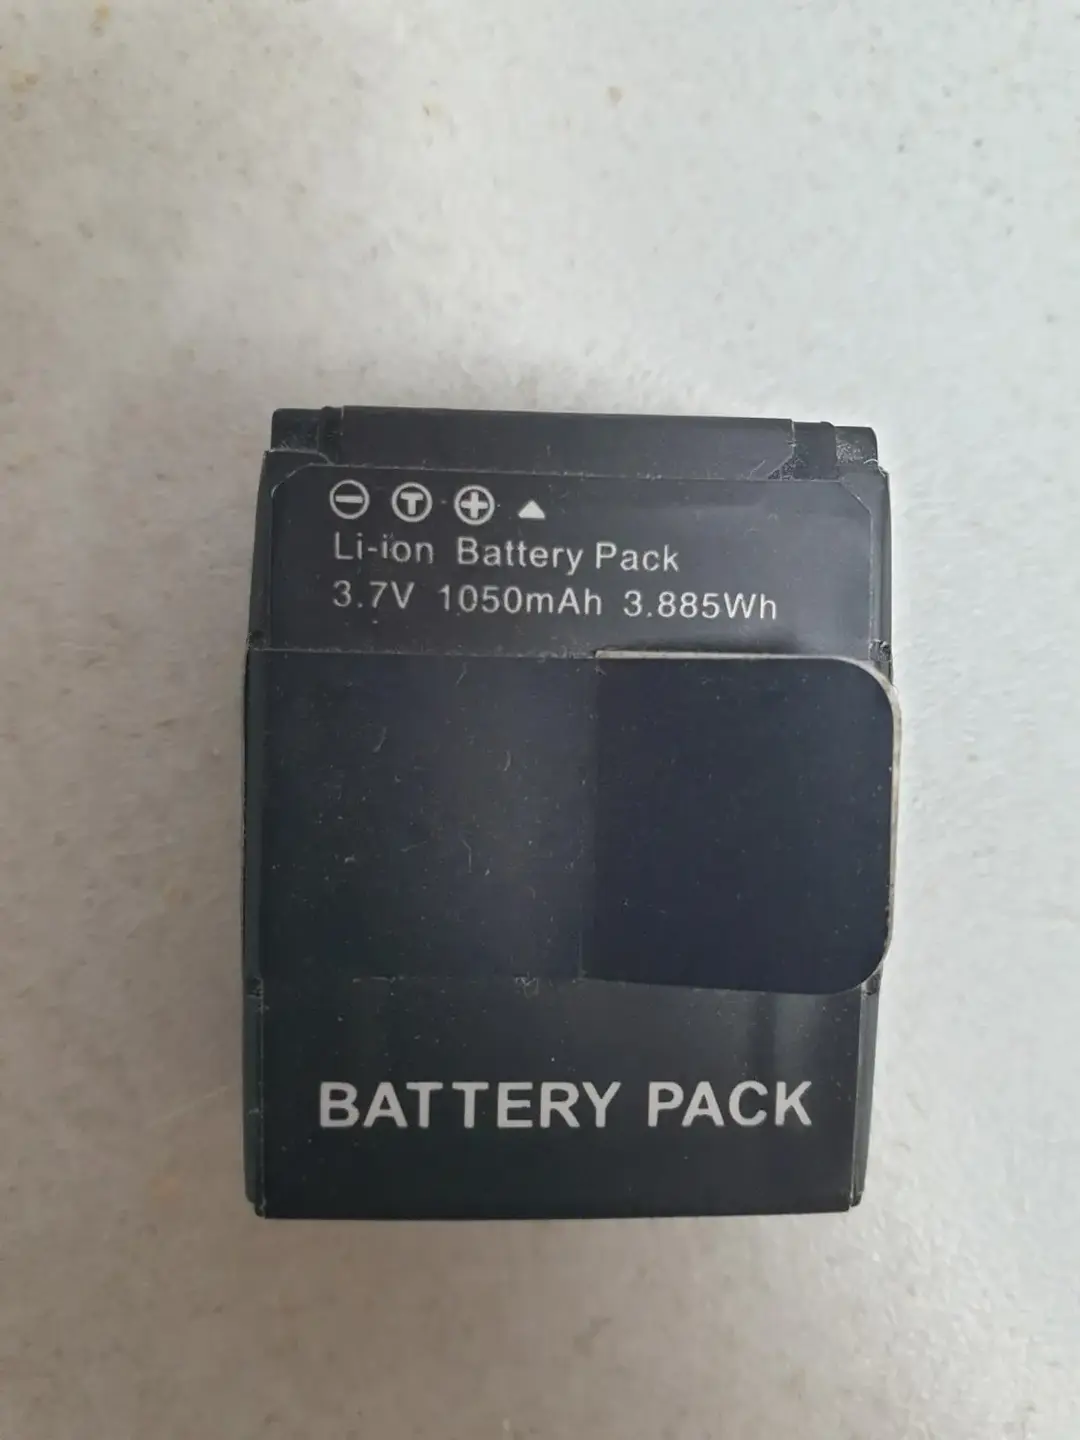 ⊖ Ⓣ ⊕ ▲
Li-ion Battery Pack
3.7V 1050mAh 3.885Wh
BATTERY PACK